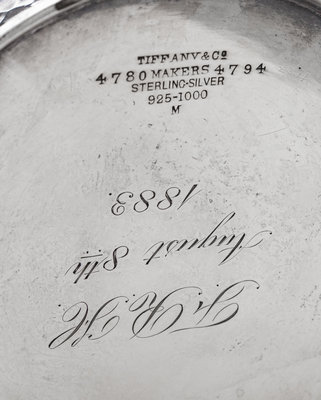 TIFFANY & Co
4780 MAKERS 4794
STERLING-SILVER
925-1000
M
F. R. H.
August 8th
1883.